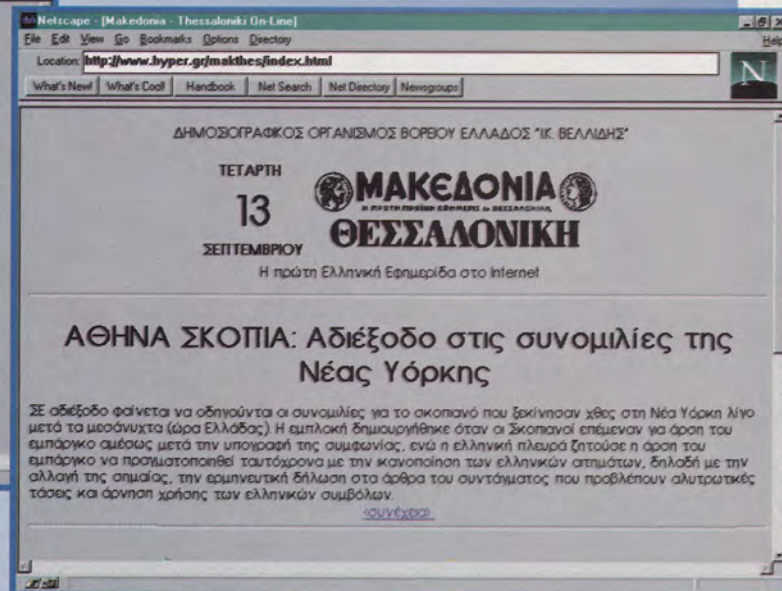 Netscape - [Makedonia - Thessaloniki On-Line]
File Edit View Go Bookmarks Options Directory
Help
Location: http://www.hyper.gr/makthes/index.html
N
What's New! What's Cool! Handbook Net Search Net Directory Newsgroups
ΔΗΜΟΣΙΟΓΡΑΦΙΚΟΣ ΟΡΓΑΝΙΣΜΟΣ ΒΟΡΕΙΟΥ ΕΛΛΑΔΟΣ "ΙΚ. ΒΕΛΛΙΔΗΣ"
ΤΕΤΑΡΤΗ
13
ΣΕΠΤΕΜΒΡΙΟΥ
ΜΑΚΕΔΟΝΙΑ
Η ΠΡΩΤΗ ΠΡΩΪΝΗ ΕΦΗΜΕΡΙΣ
ΘΕΣΣΑΛΟΝΙΚΗ
Η πρώτη Ελληνική Εφημερίδα στο Internet
ΑΘΗΝΑ ΣΚΟΠΙΑ: Αδιέξοδο στις συνομιλίες της
Νέας Υόρκης
ΣΕ αδιέξοδο φαίνεται να οδηγούνται οι συνομιλίες για το σκοπιανό που ξεκίνησαν χθες στη Νέα Υόρκη λίγο
μετά τα μεσάνυχτα (ώρα Ελλάδας). Η εμπλοκή δημιουργήθηκε όταν οι Σκοπιανοί επέμεναν για άρση του
εμπάργκο αμέσως μετά την υπογραφή της συμφωνίας, ενώ η ελληνική πλευρά ζητούσε η άρση του
εμπάργκο να πραγματοποιηθεί ταυτόχρονα με την ικανοποίηση των ελληνικών αιτημάτων, δηλαδή με την
αλλαγή της σημαίας, την ερμηνευτική δήλωση στα άρθρα του συντάγματος που προβλέπουν αλυτρωτικές
τάσεις και άρνηση χρήσης των ελληνικών συμβόλων.
<συνέχεια>